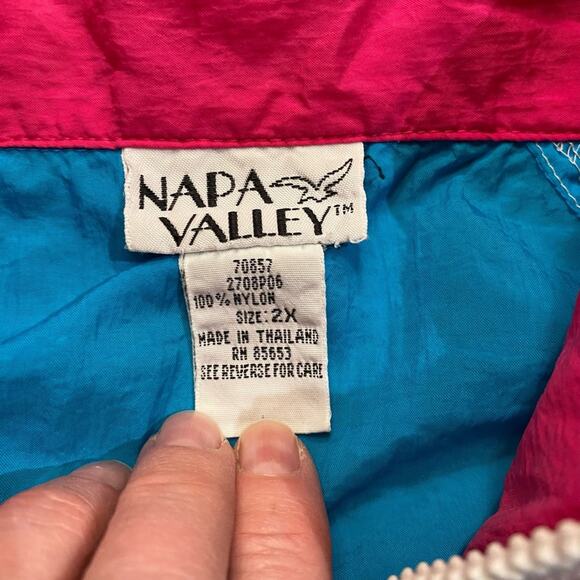 NAPA
VALLEY™
70857
2708P06
100% NYLON
SIZE: 2X
MADE IN THAILAND
RN 85653
SEE REVERSE FOR CARE